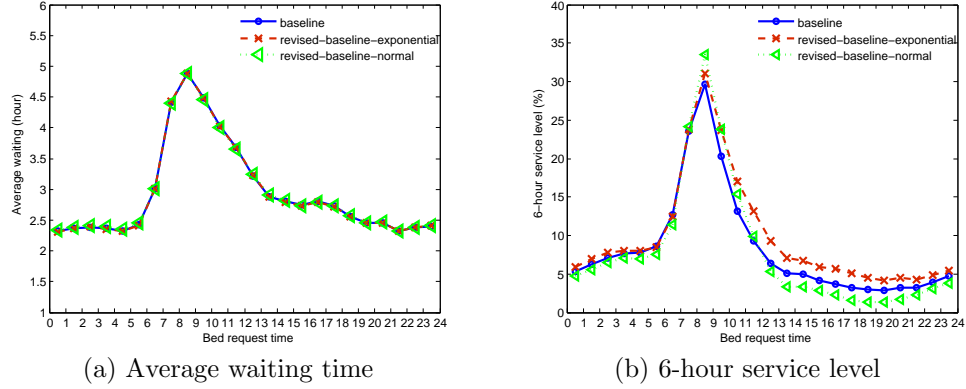 6
5.5
5
4.5
4
3.5
3
2.5
2
1.5
1
Average waiting (hour)
baseline
revised-baseline-exponential
revised-baseline-normal
0 1 2 3 4 5 6 7 8 9 10 11 12 13 14 15 16 17 18 19 20 21 22 23 24
Bed request time
(a) Average waiting time
40
35
30
25
20
15
10
5
0
6-hour service level (%)
baseline
revised-baseline-exponential
revised-baseline-normal
0 1 2 3 4 5 6 7 8 9 10 11 12 13 14 15 16 17 18 19 20 21 22 23 24
Bed request time
(b) 6-hour service level